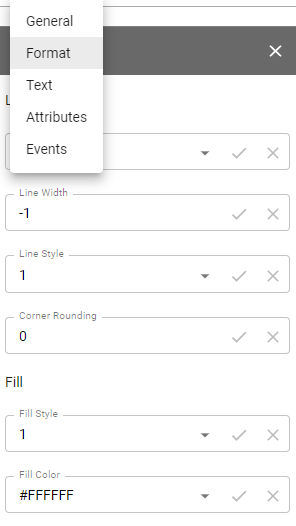 General
Format
Text
Attributes
Events
Line Width
-1
Line Style
1
Corner Rounding
0
Fill
Fill Style
1
Fill Color
#FFFFFF